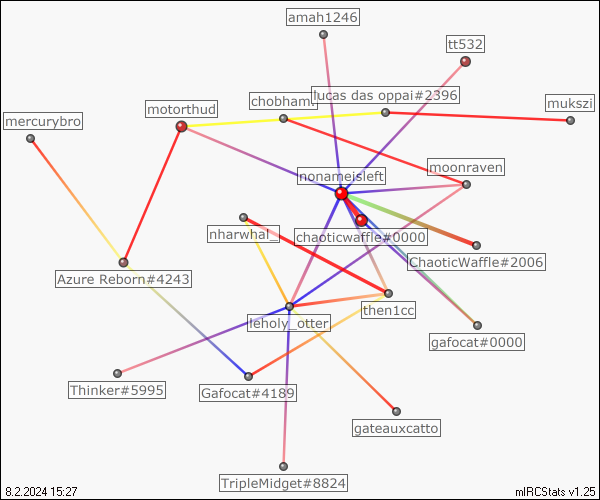 amah1246
tt532
lucas das oppai#2396
chobham.
motorthud
mukszi
mercurybro
moonraven
nonameisleft
nharwhal_
chaoticwaffle#0000
ChaoticWaffle#2006
Azure Reborn#4243
then1cc
leholy_otter
gafocat#0000
Thinker#5995
Gafocat#4189
gateauxcatto
TripleMidget#8824
8.2.2024 15:27
mIRCStats v1.25